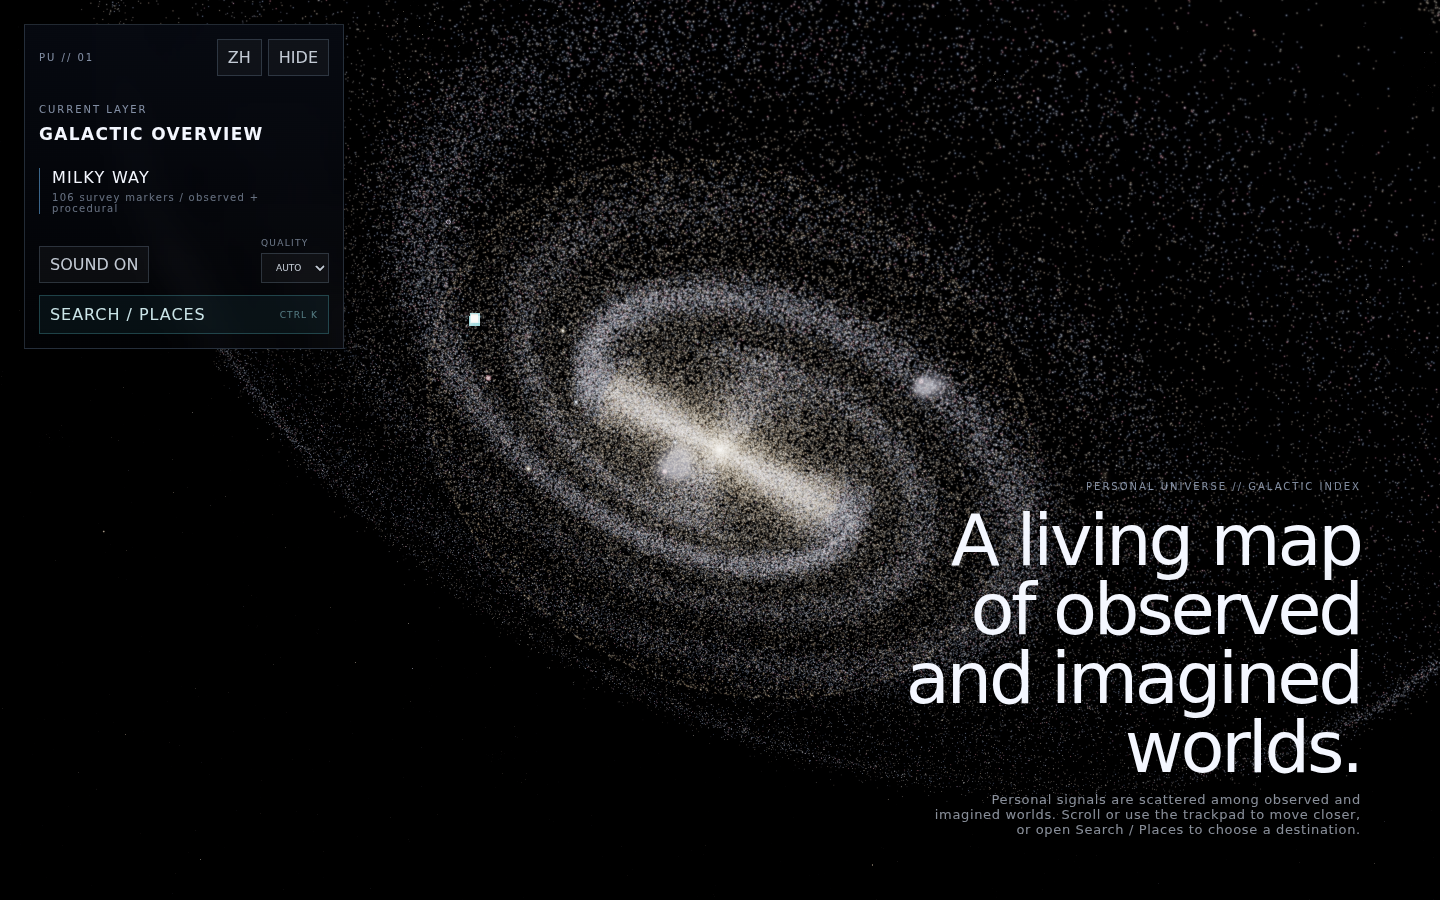 PU // 01
ZH
HIDE
CURRENT LAYER
GALACTIC OVERVIEW
MILKY WAY
106 survey markers / observed +
procedural
QUALITY
SOUND ON
AUTO
SEARCH / PLACES
CTRL K
PERSONAL UNIVERSE // GALACTIC INDEX
A living map
of observed
and imagined
worlds.
Personal signals are scattered among observed and
imagined worlds. Scroll or use the trackpad to move closer,
or open Search / Places to choose a destination.